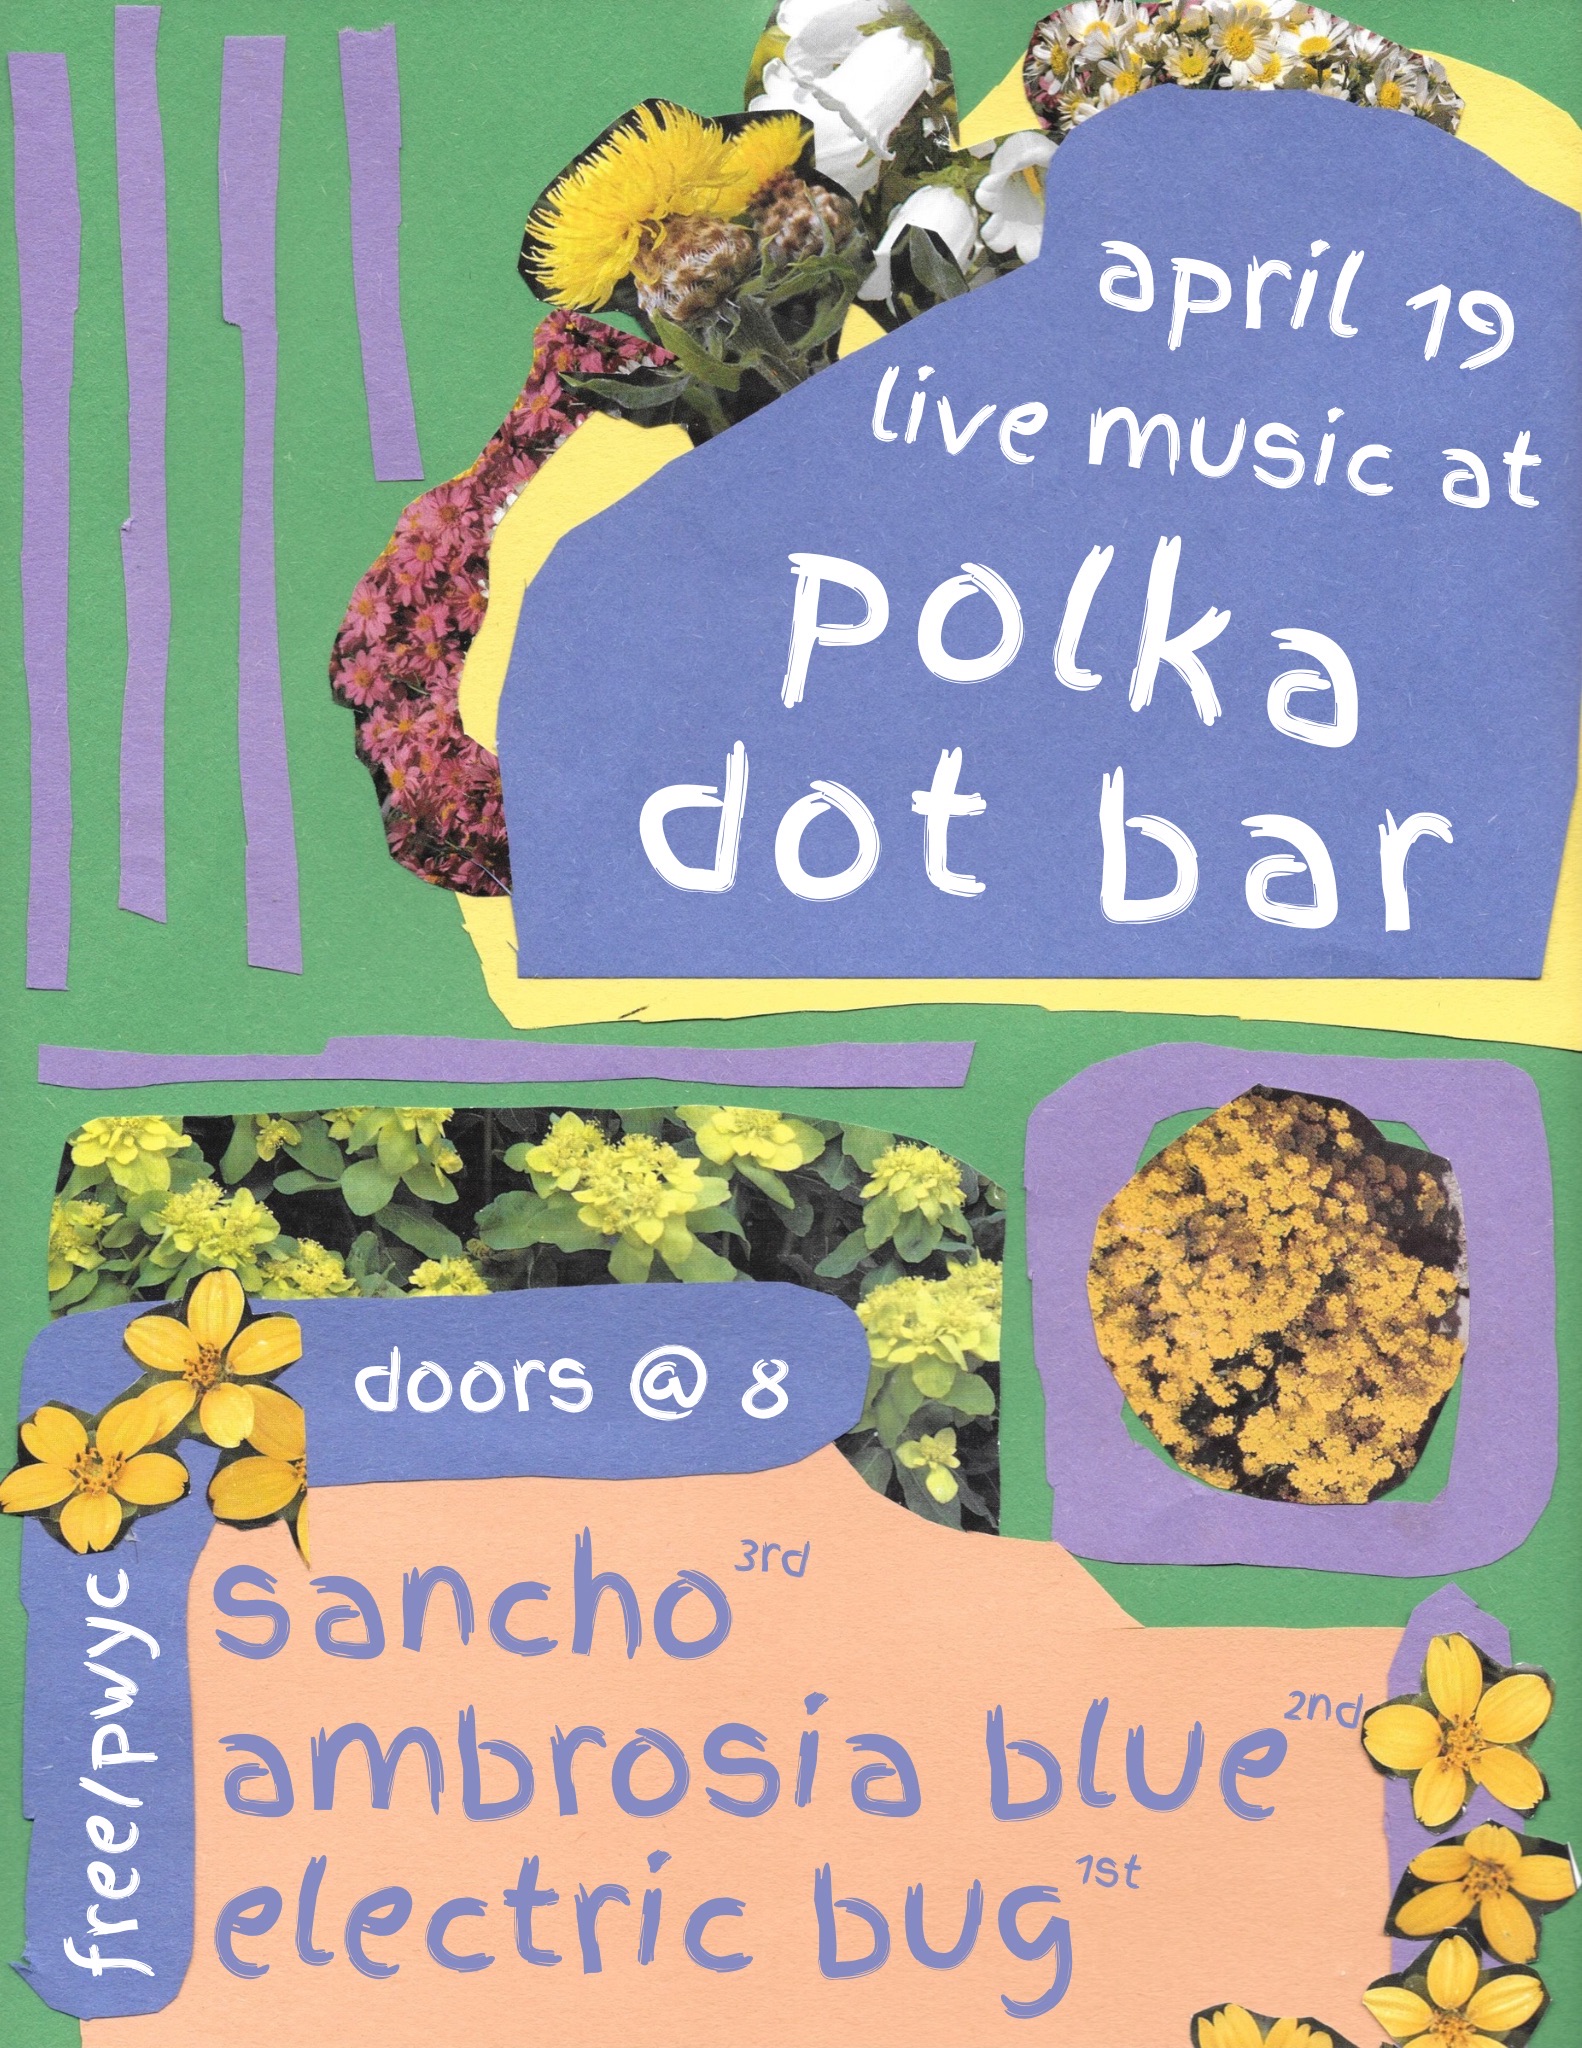 april 19
live music at
polka
dot bar
doors @ 8
free/pwyc
sancho 3rd
ambrosia blue 2nd
electric bug 1st